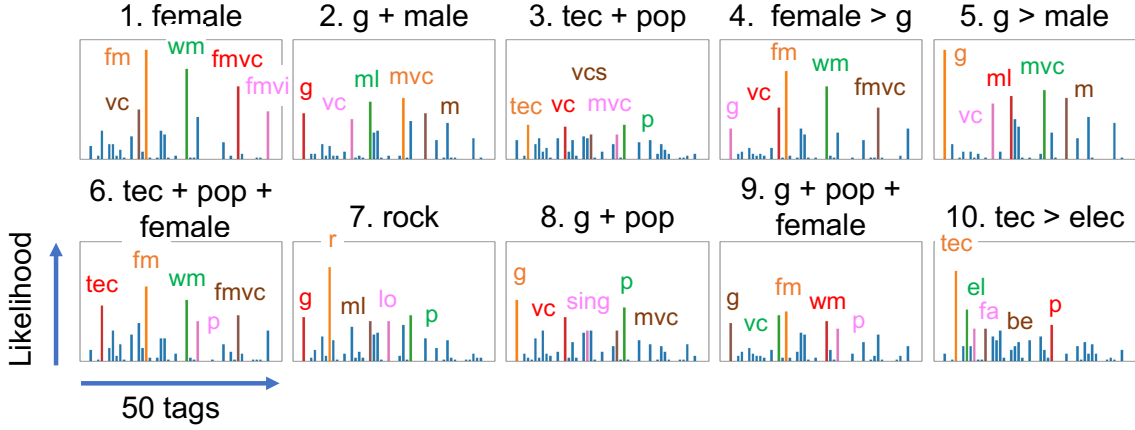 1. female
2. g + male
3. tec + pop
4. female > g
5. g > male
fm
wm
fmvc
fmvi
vc
g
vc
ml
mvc
m
vcs
tec
vc
mvc
p
g
vc
fm
wm
fmvc
g
vc
ml
mvc
m
6. tec + pop +
female
7. rock
8. g + pop
9. g + pop +
female
10. tec > elec
tec
fm
wm
p
fmvc
r
g
ml
lo
p
g
vc
sing
p
mvc
g
vc
fm
wm
p
tec
el
fa
be
p
Likelihood
50 tags